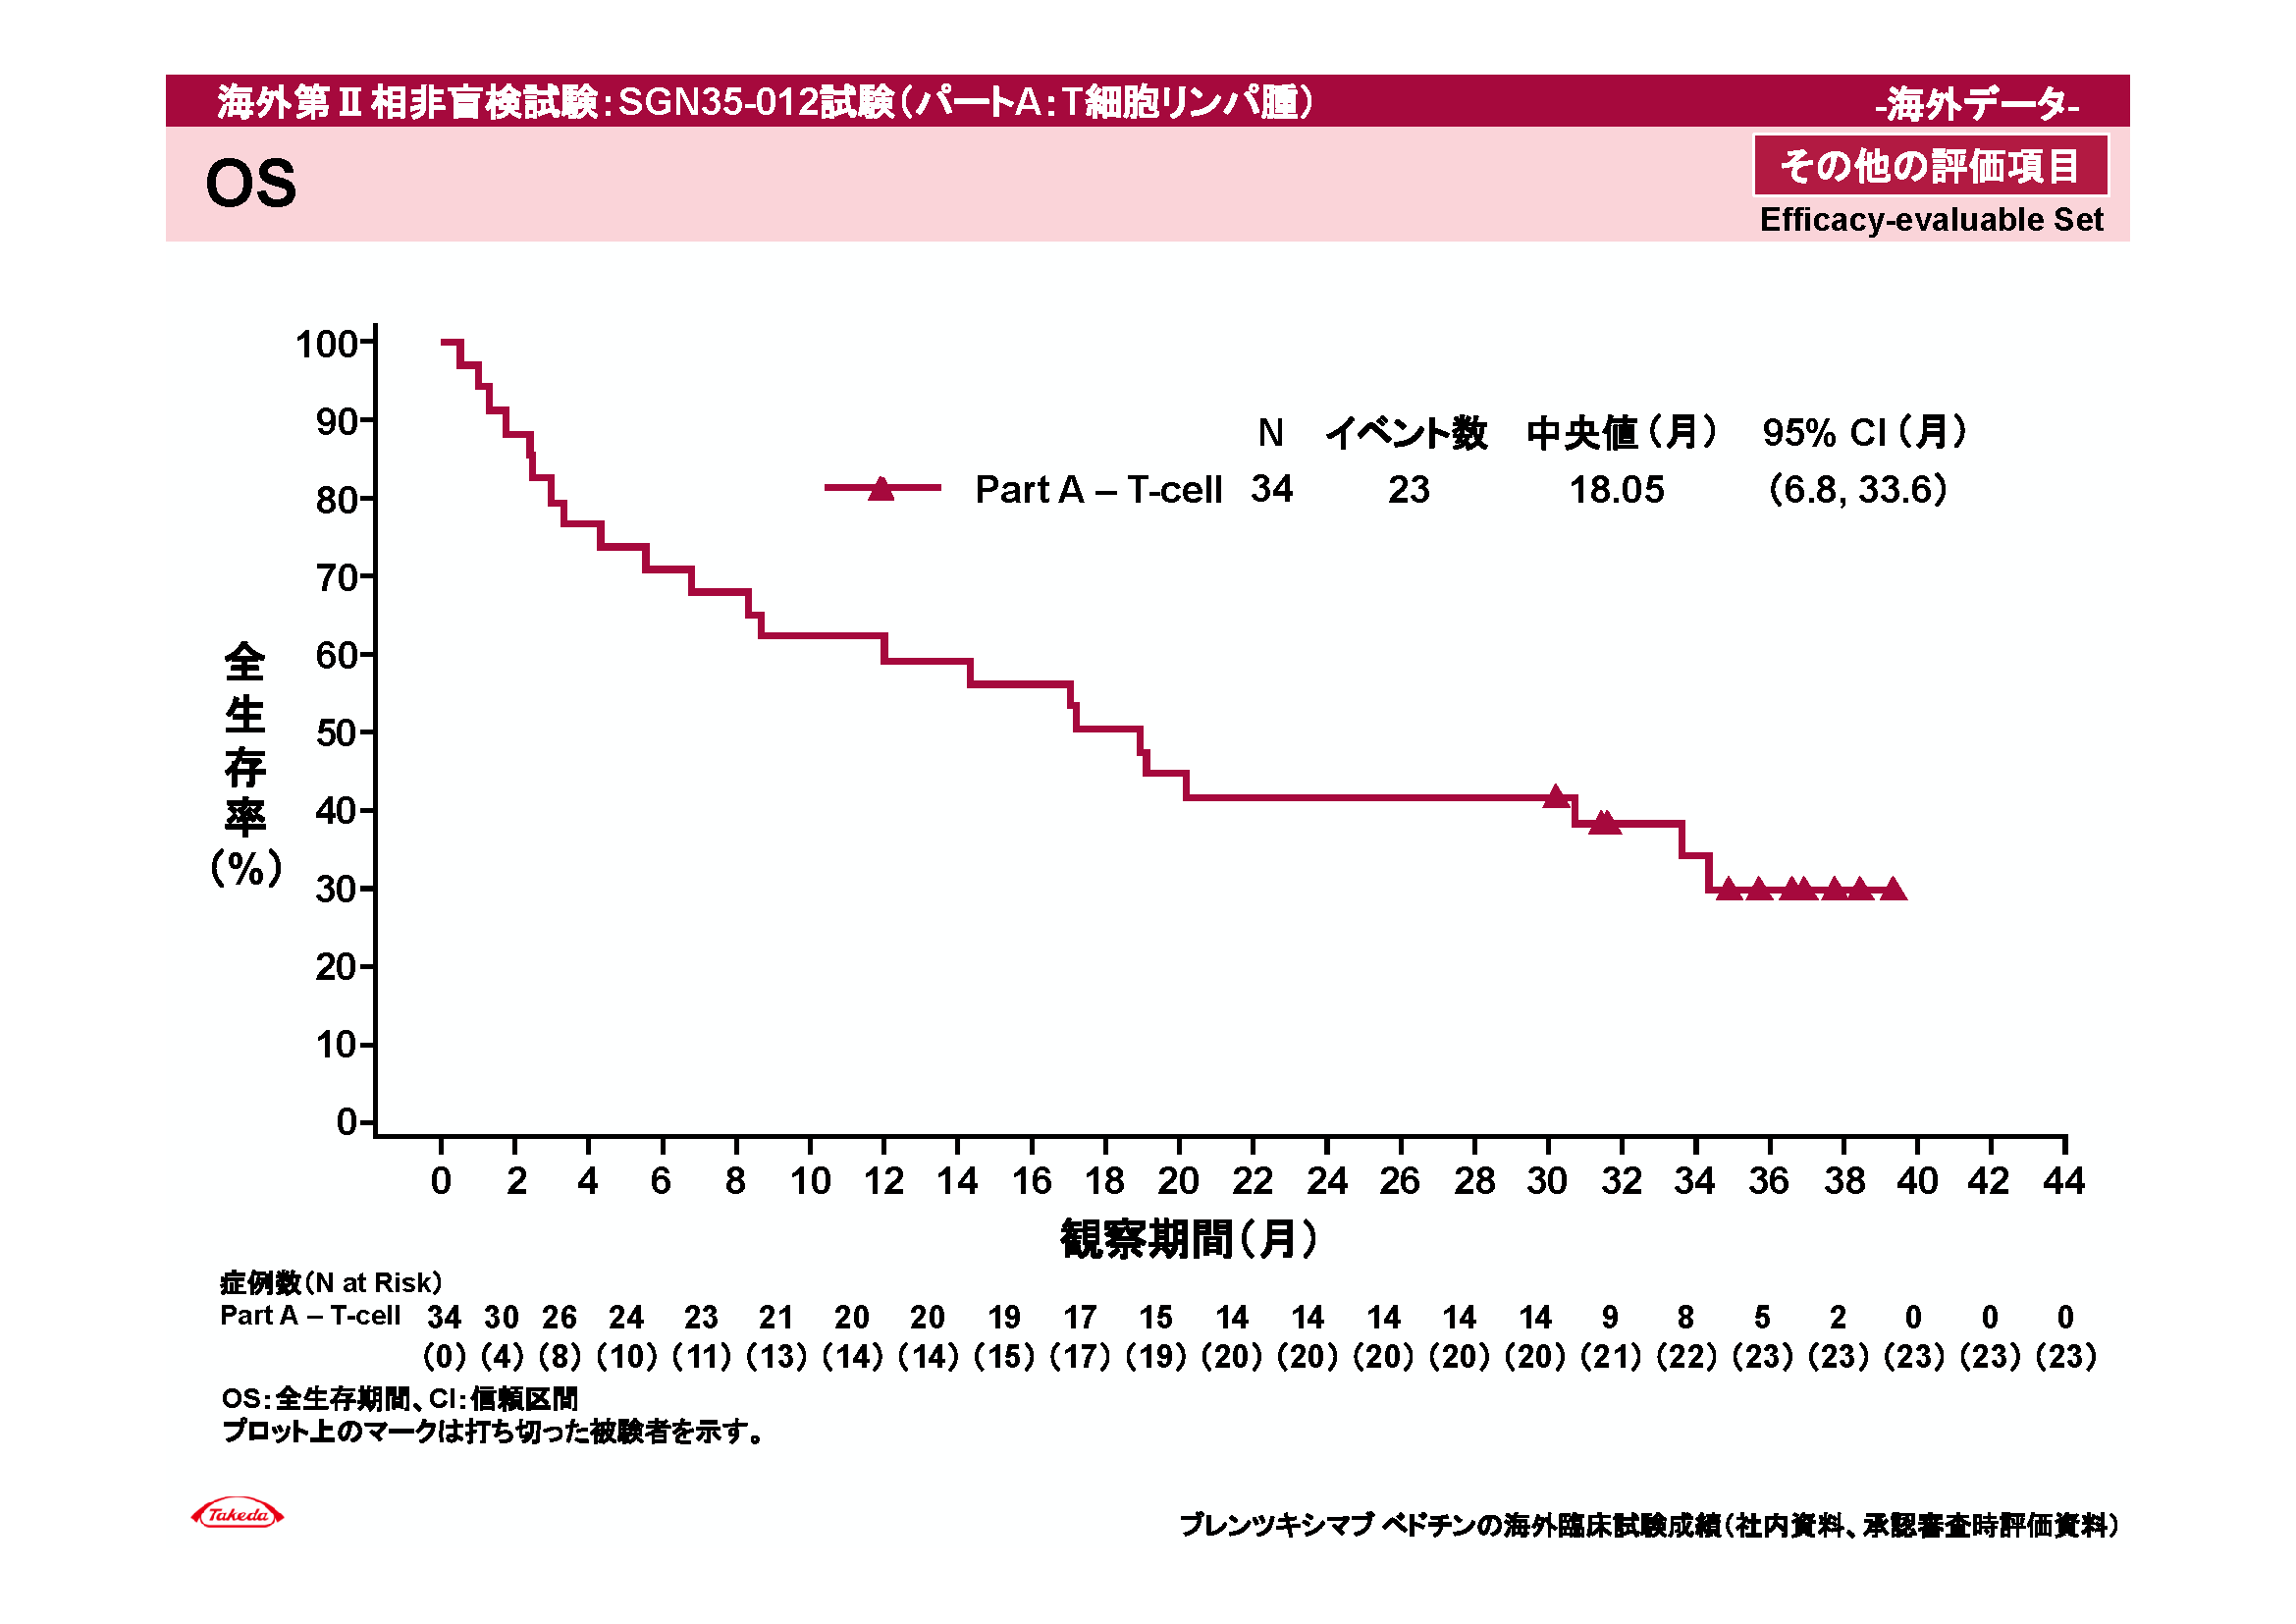 海外第Ⅱ相非盲検試験：SGN35-012試験（パートA：T細胞リンパ腫）
-海外データ-
OS
その他の評価項目
Efficacy-evaluable Set
N イベント数 中央値（月） 95% CI（月）
Part A – T-cell 34 23 18.05 （6.8, 33.6）
全生存率（%）
100
90
80
70
60
50
40
30
20
10
0
0 2 4 6 8 10 12 14 16 18 20 22 24 26 28 30 32 34 36 38 40 42 44
観察期間（月）
症例数（N at Risk）
Part A – T-cell 34 30 26 24 23 21 20 20 19 17 15 14 14 14 14 14 9 8 5 2 0 0 0
（0）（4）（8）（10）（11）（13）（14）（14）（15）（17）（19）（20）（20）（20）（20）（20）（21）（22）（23）（23）（23）（23）（23）
OS：全生存期間、CI：信頼区間
プロット上のマークは打ち切った被験者を示す。
Takeda
ブレンツキシマブ ベドチンの海外臨床試験成績（社内資料、承認審査時評価資料）